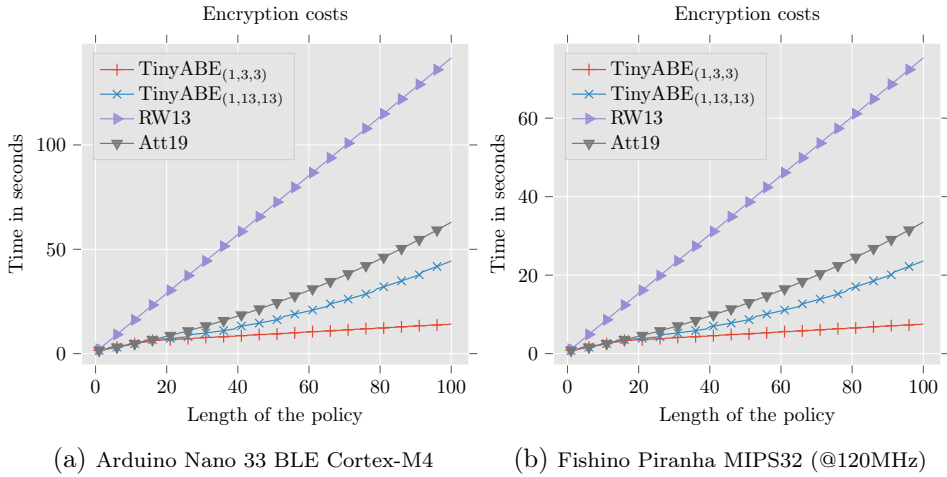 Encryption costs
TinyABE(1,3,3)
TinyABE(1,13,13)
RW13
Att19
Time in seconds
100
50
0
0 20 40 60 80 100
Length of the policy
(a) Arduino Nano 33 BLE Cortex-M4
Encryption costs
TinyABE(1,3,3)
TinyABE(1,13,13)
RW13
Att19
Time in seconds
60
40
20
0
0 20 40 60 80 100
Length of the policy
(b) Fishino Piranha MIPS32 (@120MHz)